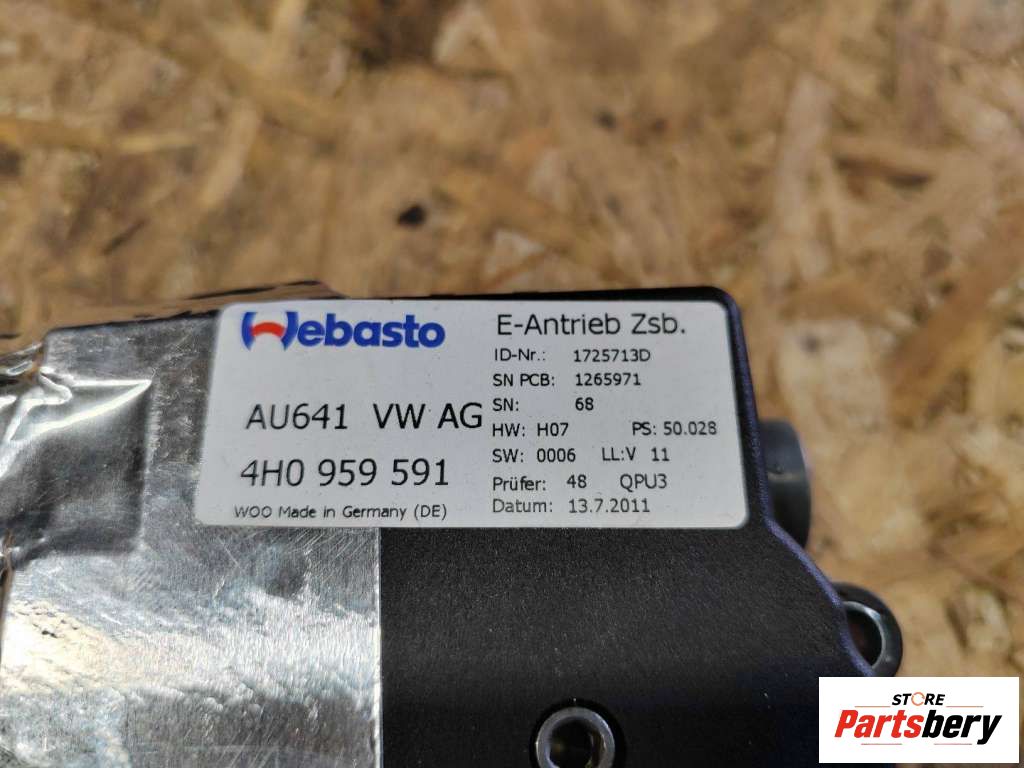 Webasto
AU641 VW AG
4H0 959 591
WOO Made in Germany (DE)
E-Antrieb Zsb.
ID-Nr.: 1725713D
SN PCB: 1265971
SN: 68
HW: H07 PS: 50.028
SW: 0006 LL:V 11
Prüfer: 48 QPU3
Datum: 13.7.2011
STORE
Partsbery